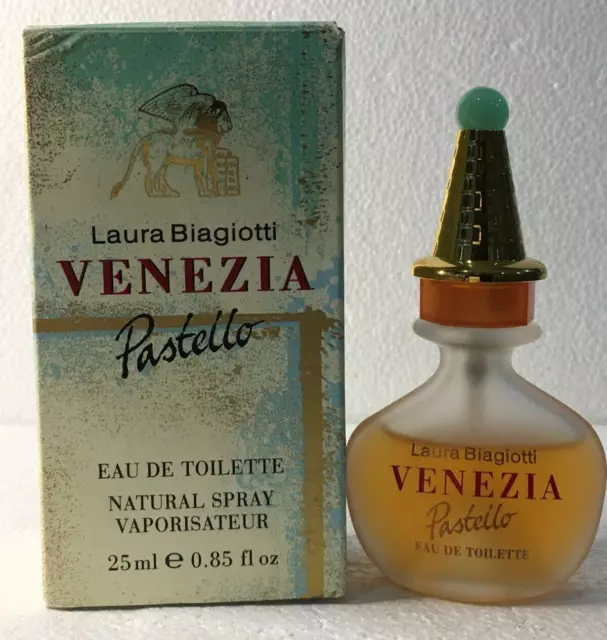 Laura Biagiotti
VENEZIA
Pastello
EAU DE TOILETTE
NATURAL SPRAY
VAPORISATEUR
25ml ℮ 0.85 fl oz
Laura Biagiotti
VENEZIA
Pastello
EAU DE TOILETTE